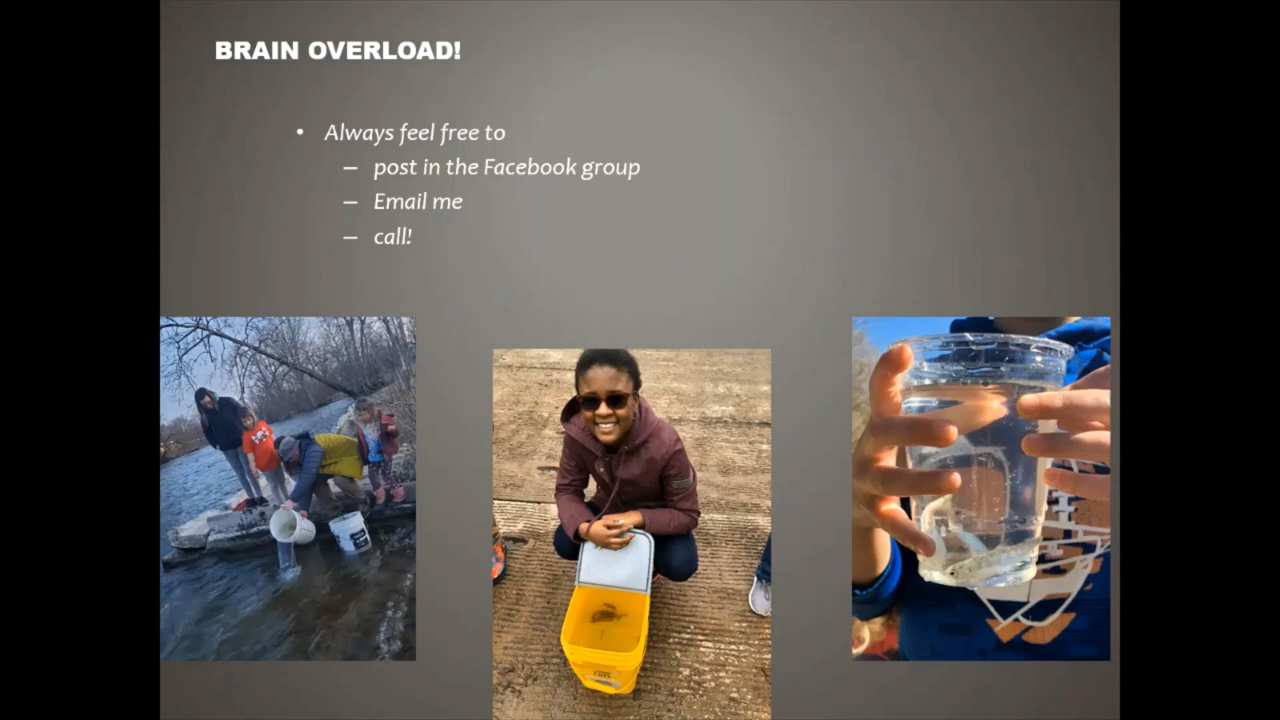 BRAIN OVERLOAD!
• Always feel free to
– post in the Facebook group
– Email me
– call!